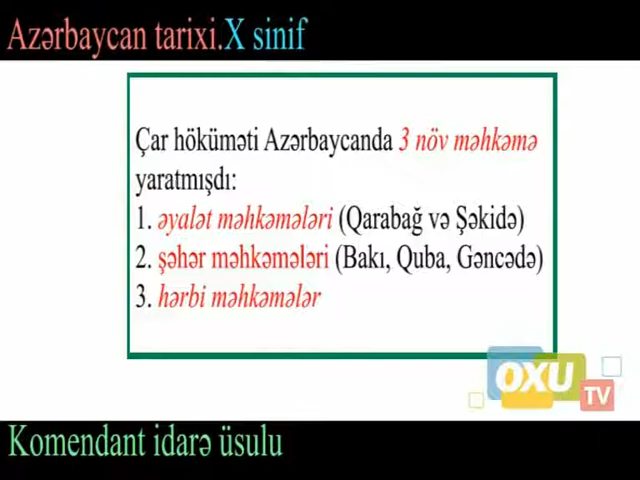 Azərbaycan tarixi.X sinif
Çar hökuməti Azərbaycanda 3 növ məhkəmə
yaratmışdı:
1. əyalət məhkəmələri (Qarabağ və Şəkidə)
2. şəhər məhkəmələri (Bakı, Quba, Gəncədə)
3. hərbi məhkəmələr
OXU
TV
Komendant idarə üsulu